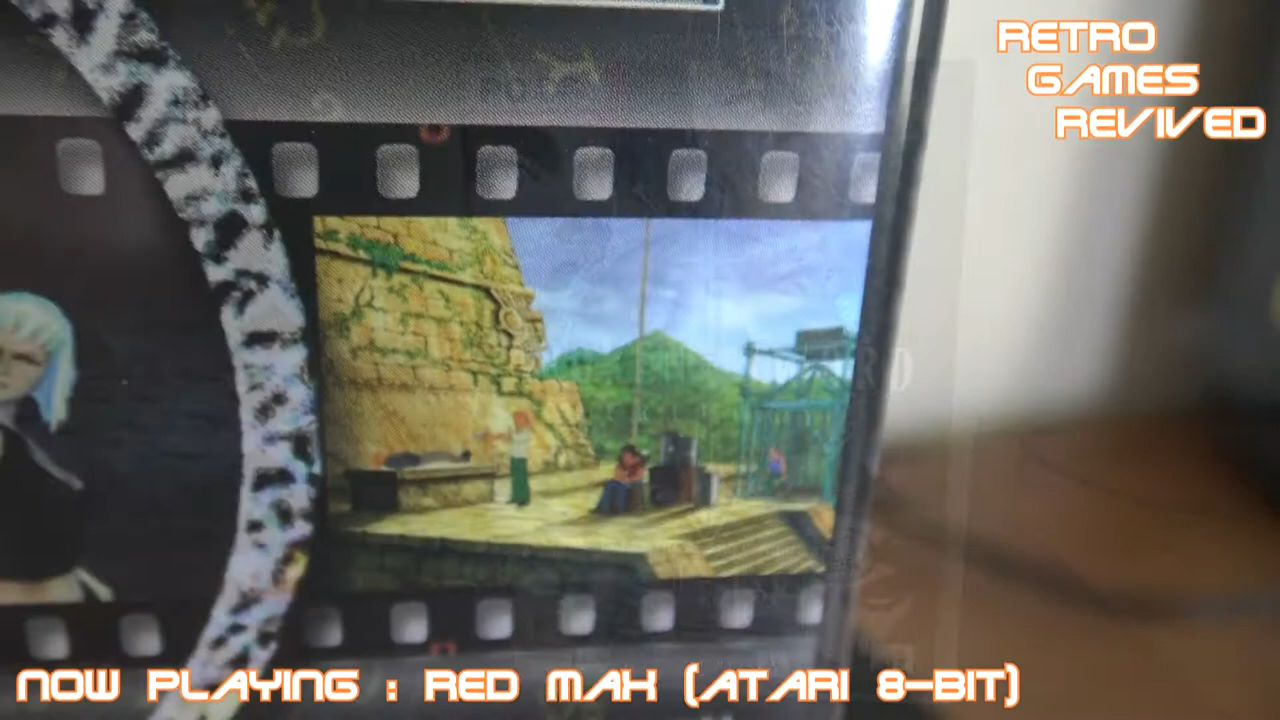 RETRO
GAMES
REVIVED
NOW PLAYING : RED MAX (ATARI 8-BIT)